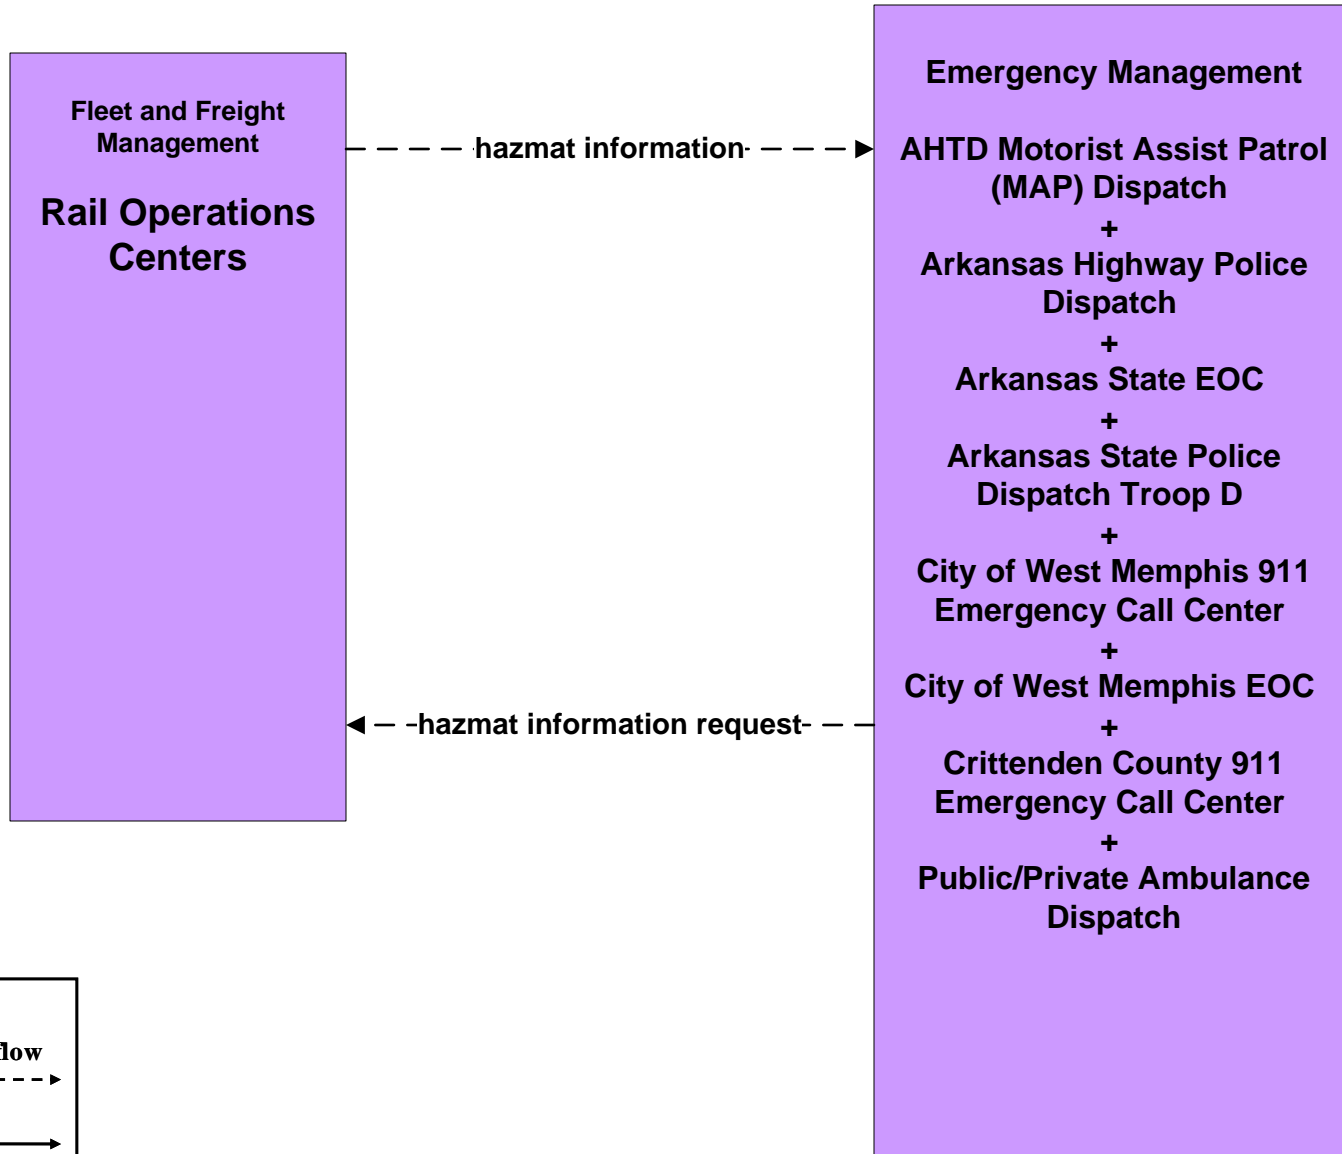 Fleet and Freight
Management
Rail Operations
Centers
hazmat information
hazmat information request
Emergency Management
AHTD Motorist Assist Patrol
(MAP) Dispatch
+
Arkansas Highway Police
Dispatch
+
Arkansas State EOC
+
Arkansas State Police
Dispatch Troop D
+
City of West Memphis 911
Emergency Call Center
+
City of West Memphis EOC
+
Crittenden County 911
Emergency Call Center
+
Public/Private Ambulance
Dispatch